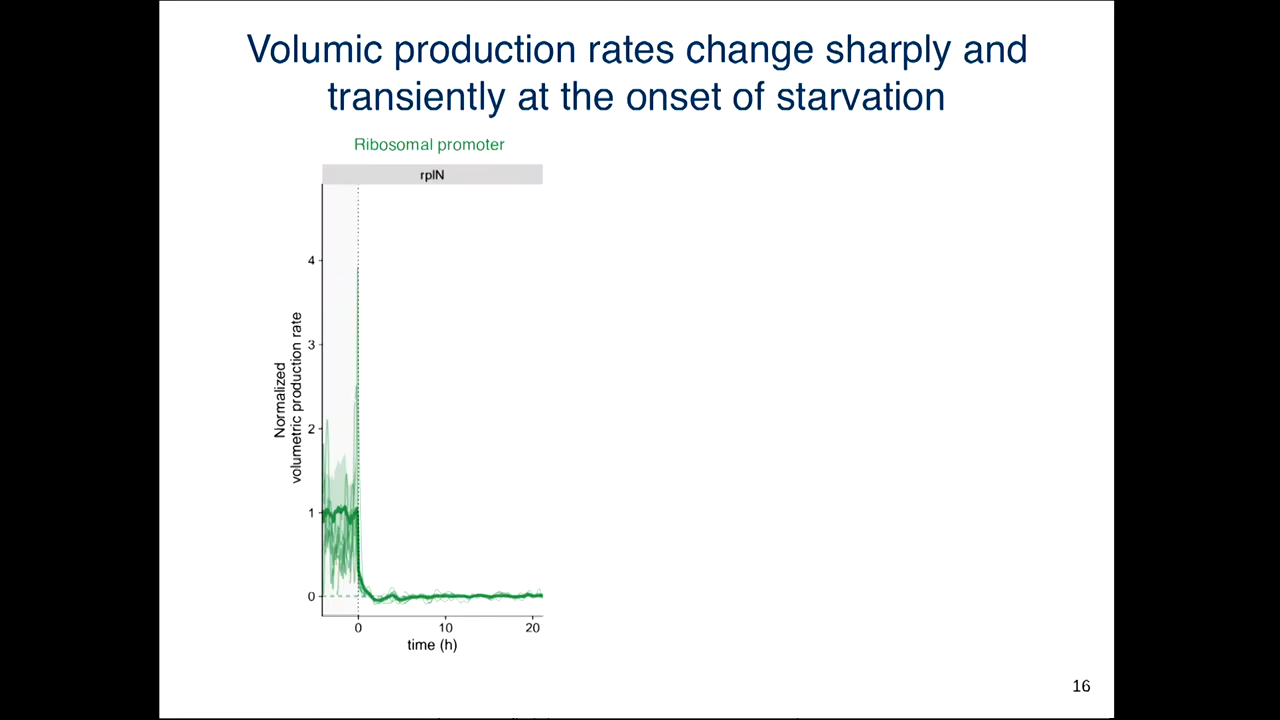 Volumic production rates change sharply and
transiently at the onset of starvation
Ribosomal promoter
rplN
4
3
2
1
0
Normalized
volumetric production rate
0
10
20
time (h)
16